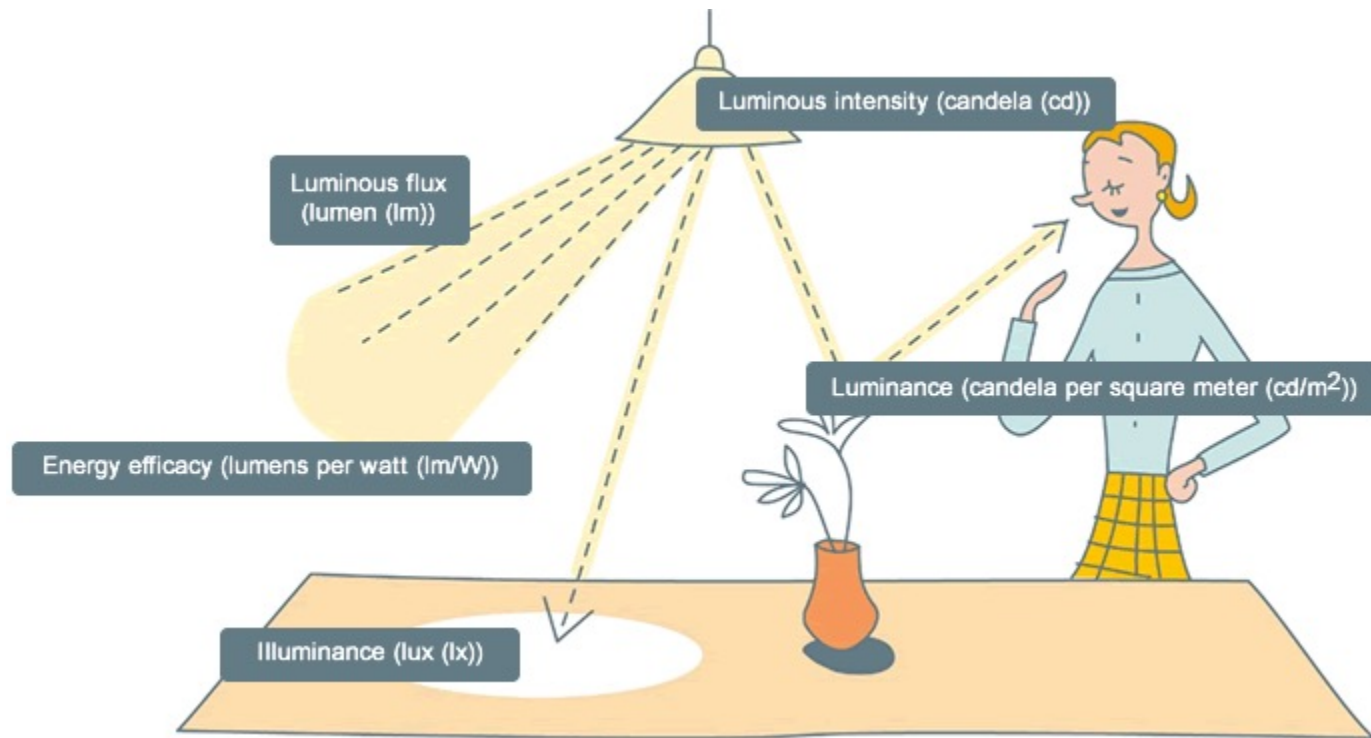 Luminous intensity (candela (cd))
Luminous flux
(lumen (lm))
Luminance (candela per square meter (cd/m²))
Energy efficacy (lumens per watt (lm/W))
Illuminance (lux (lx))